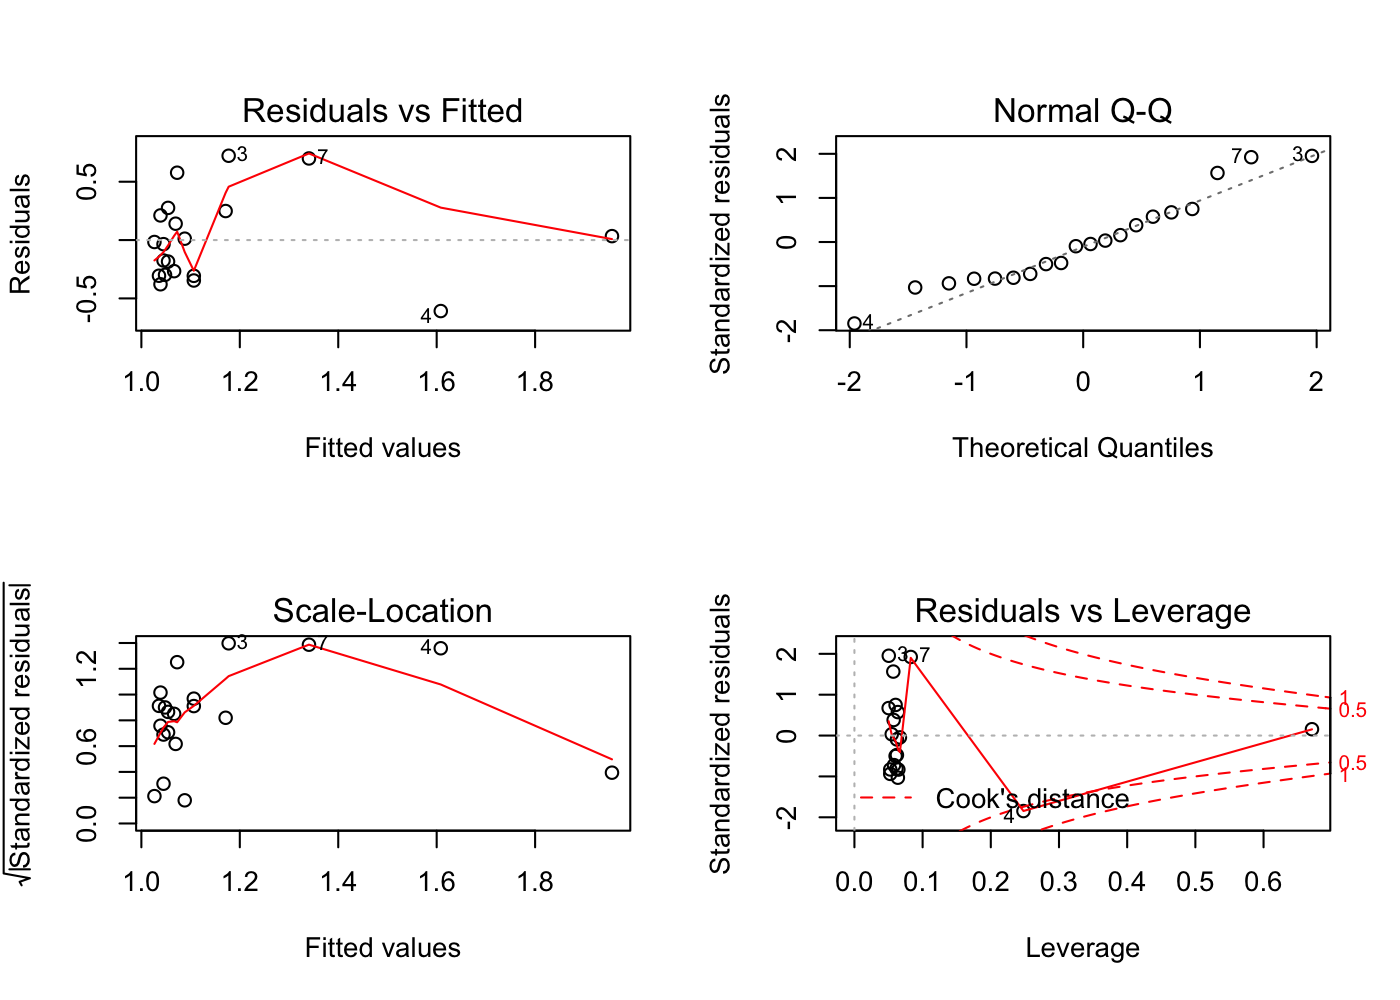 Residuals vs Fitted
Residuals
-0.5
0.5
3
7
4
1.0 1.2 1.4 1.6 1.8
Fitted values
Normal Q-Q
Standardized residuals
-2 0 1 2
7
3
4
-2 -1 0 1 2
Theoretical Quantiles
Scale-Location
√|Standardized residuals|
0.0 0.6 1.2
3
7
4
1.0 1.2 1.4 1.6 1.8
Fitted values
Residuals vs Leverage
Standardized residuals
-2 0 1 2
3
7
4
1
0.5
0.5
1
Cook's distance
0.0 0.1 0.2 0.3 0.4 0.5 0.6
Leverage